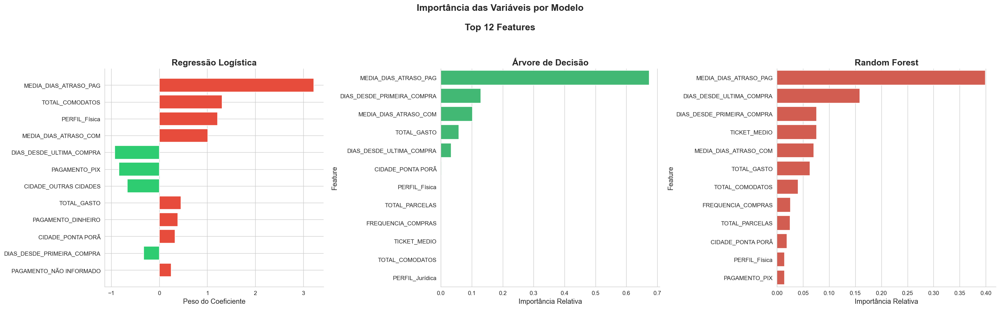 Importância das Variáveis por Modelo
Top 12 Features
Regressão Logística
MEDIA_DIAS_ATRASO_PAG
TOTAL_COMODATOS
PERFIL_Física
MEDIA_DIAS_ATRASO_COM
DIAS_DESDE_ULTIMA_COMPRA
PAGAMENTO_PIX
CIDADE_OUTRAS CIDADES
TOTAL_GASTO
PAGAMENTO_DINHEIRO
CIDADE_PONTA PORÃ
DIAS_DESDE_PRIMEIRA_COMPRA
PAGAMENTO_NÃO INFORMADO
−1 0 1 2 3
Peso do Coeficiente
Árvore de Decisão
Feature
MEDIA_DIAS_ATRASO_PAG
DIAS_DESDE_PRIMEIRA_COMPRA
MEDIA_DIAS_ATRASO_COM
TOTAL_GASTO
DIAS_DESDE_ULTIMA_COMPRA
CIDADE_PONTA PORÃ
PERFIL_Física
TOTAL_PARCELAS
FREQUENCIA_COMPRAS
TICKET_MEDIO
TOTAL_COMODATOS
PERFIL_Jurídica
0.0 0.1 0.2 0.3 0.4 0.5 0.6 0.7
Importância Relativa
Random Forest
Feature
MEDIA_DIAS_ATRASO_PAG
DIAS_DESDE_ULTIMA_COMPRA
DIAS_DESDE_PRIMEIRA_COMPRA
TICKET_MEDIO
MEDIA_DIAS_ATRASO_COM
TOTAL_GASTO
TOTAL_COMODATOS
FREQUENCIA_COMPRAS
TOTAL_PARCELAS
CIDADE_PONTA PORÃ
PERFIL_Física
PAGAMENTO_PIX
0.00 0.05 0.10 0.15 0.20 0.25 0.30 0.35 0.40
Importância Relativa